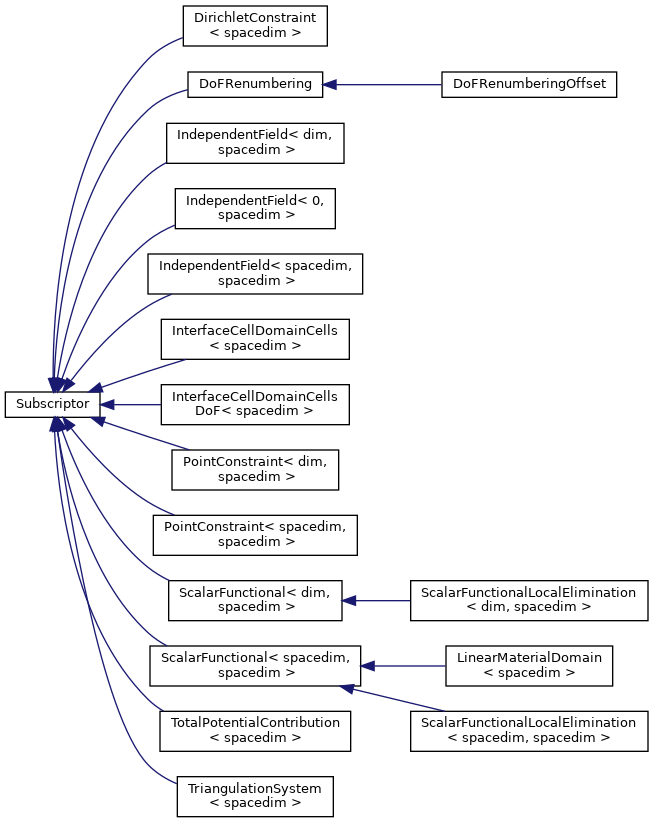 DirichletConstraint
< spacedim >
DoFRenumbering
DoFRenumberingOffset
IndependentField< dim,
spacedim >
IndependentField< 0,
spacedim >
IndependentField< spacedim,
spacedim >
InterfaceCellDomainCells
< spacedim >
Subscriptor
InterfaceCellDomainCells
DoF< spacedim >
PointConstraint< dim,
spacedim >
PointConstraint< spacedim,
spacedim >
ScalarFunctional< dim,
spacedim >
ScalarFunctionalLocalElimination
< dim, spacedim >
ScalarFunctional< spacedim,
spacedim >
LinearMaterialDomain
< spacedim >
TotalPotentialContribution
< spacedim >
ScalarFunctionalLocalElimination
< spacedim, spacedim >
TriangulationSystem
< spacedim >